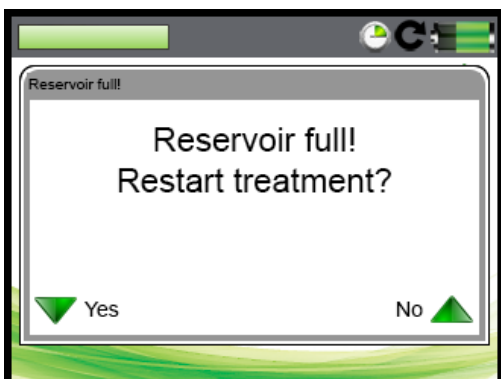 Reservoir full!
Reservoir full!
Restart treatment?
Yes
No